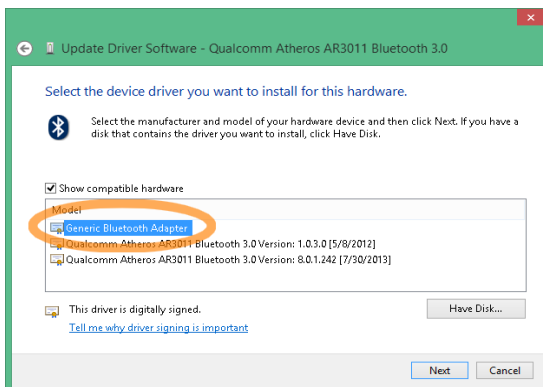 Update Driver Software - Qualcomm Atheros AR3011 Bluetooth 3.0
Select the device driver you want to install for this hardware.
Select the manufacturer and model of your hardware device and then click Next. If you have a
disk that contains the driver you want to install, click Have Disk.
Show compatible hardware
Model
Generic Bluetooth Adapter
Qualcomm Atheros AR3011 Bluetooth 3.0 Version: 1.0.3.0 [5/8/2012]
Qualcomm Atheros AR3011 Bluetooth 3.0 Version: 8.0.1.242 [7/30/2013]
This driver is digitally signed.
Have Disk...
Tell me why driver signing is important
Next
Cancel